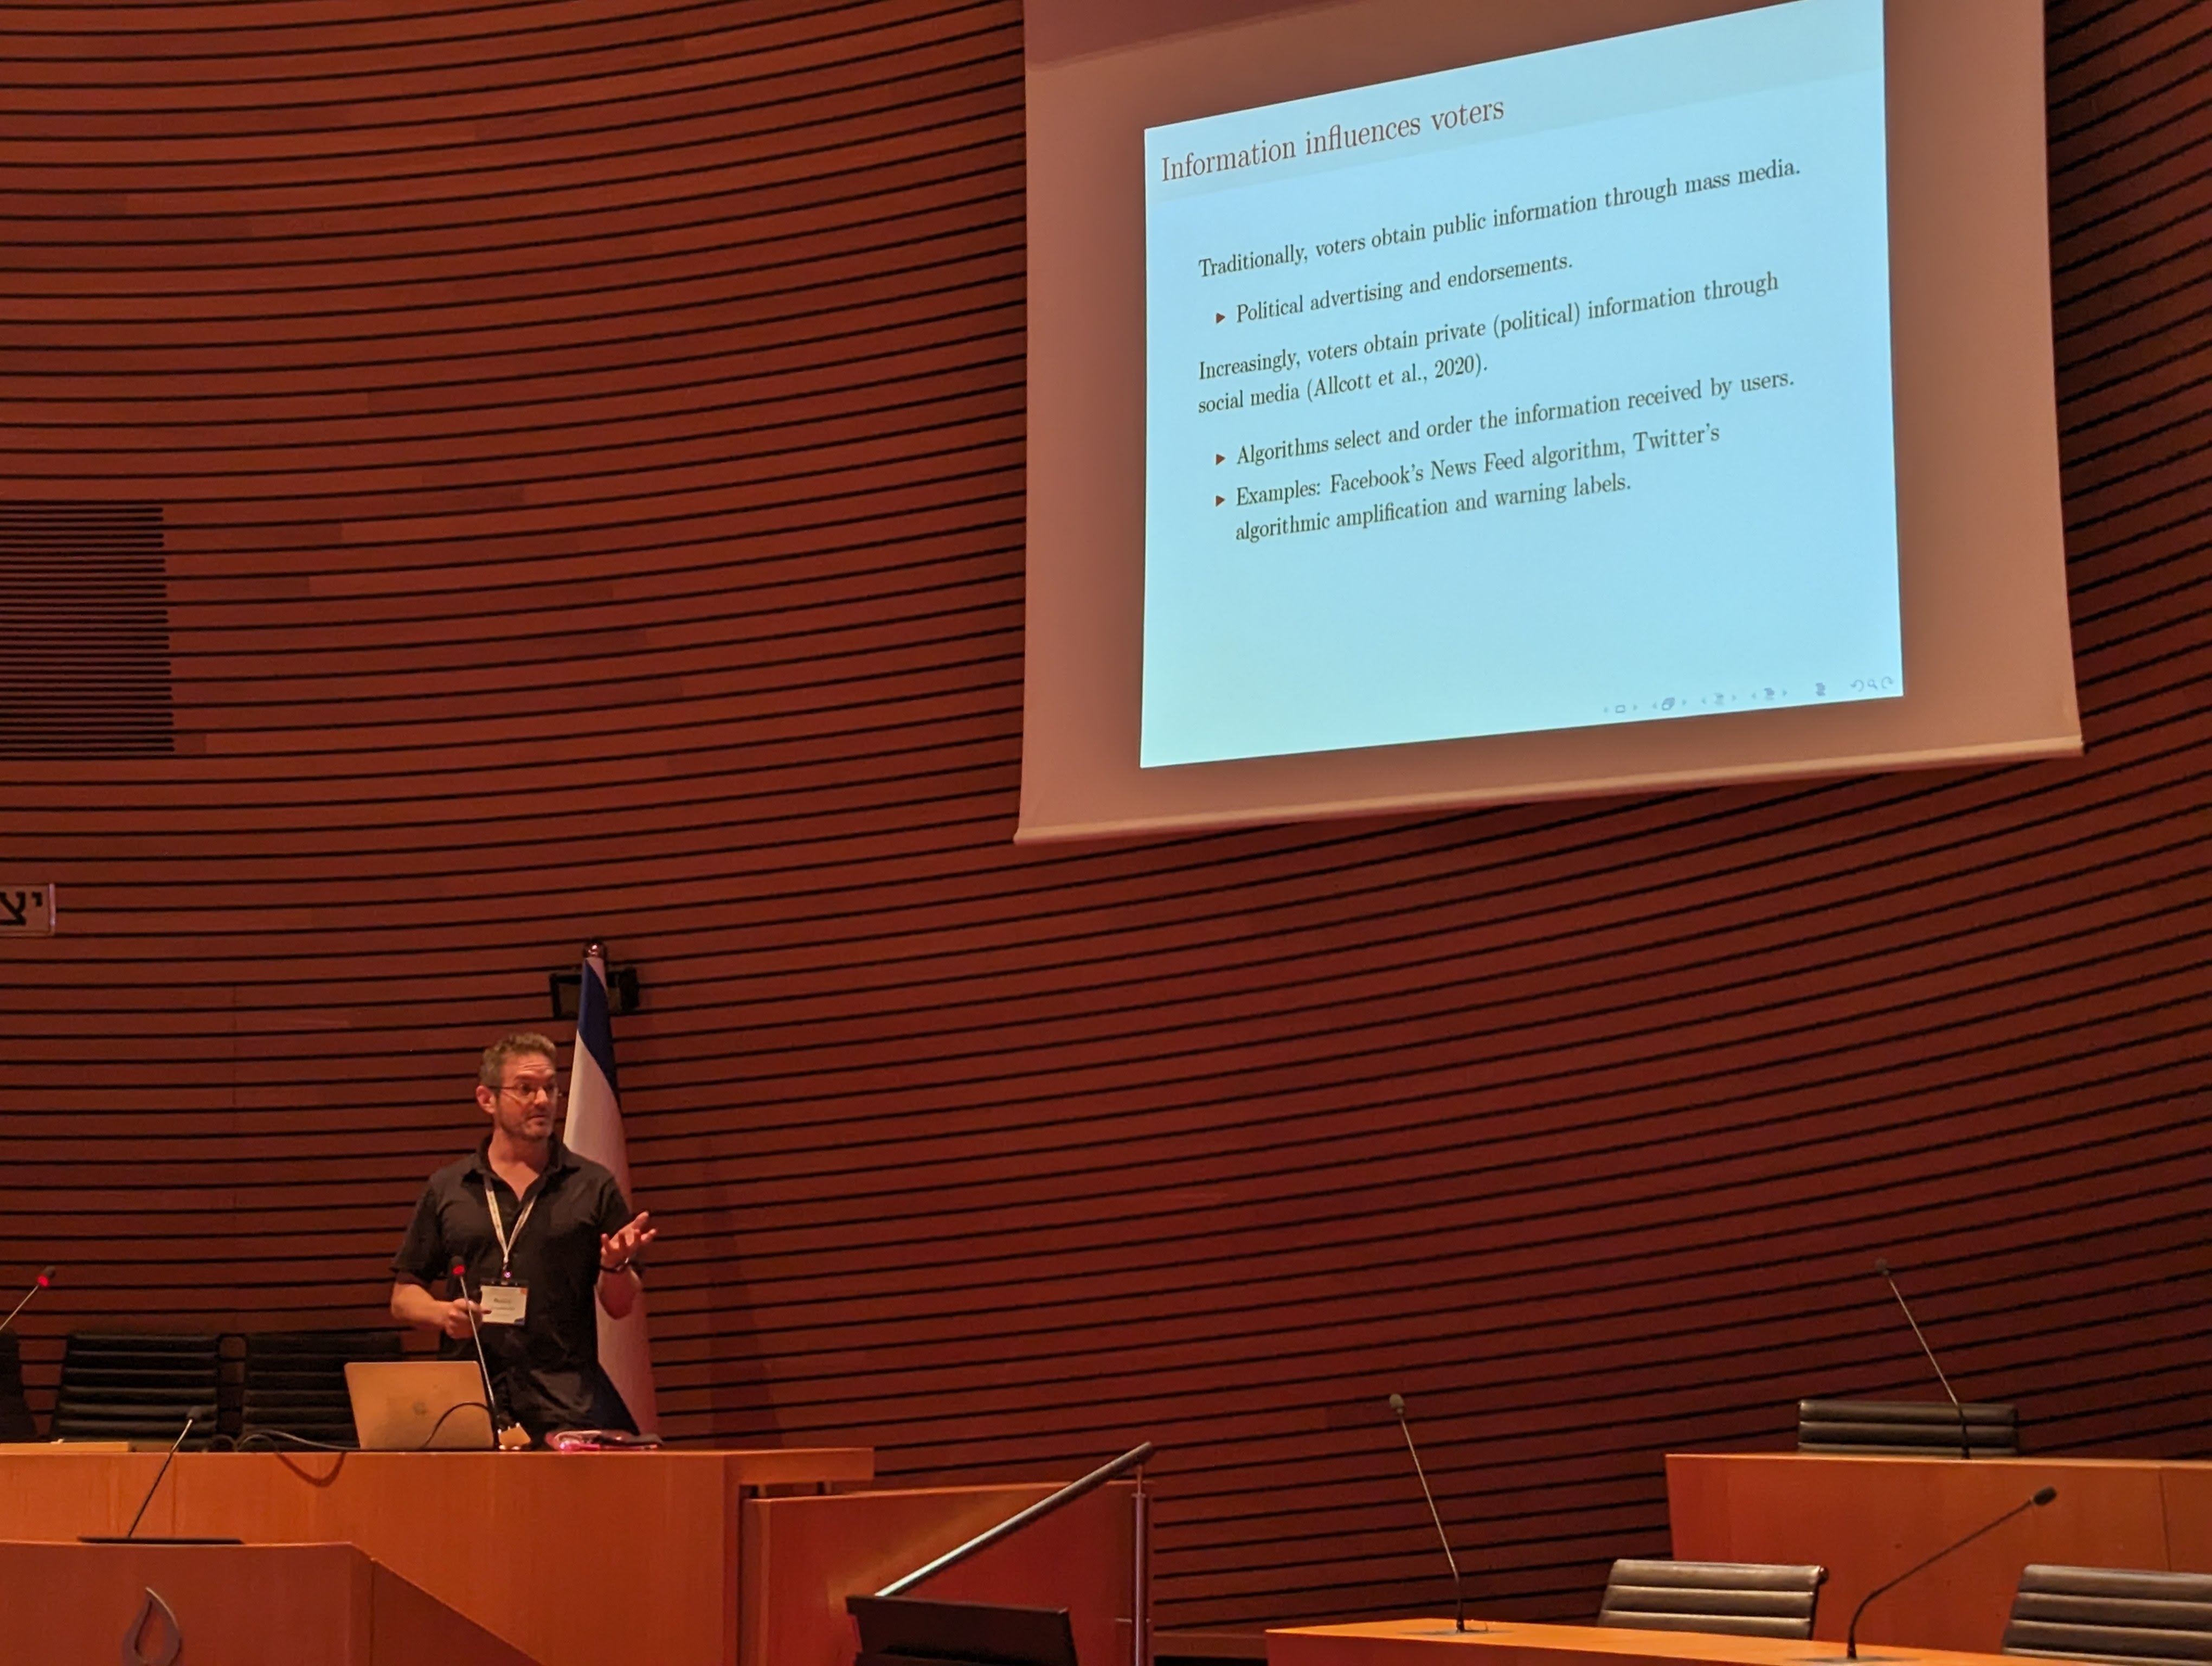 Information influences voters
Traditionally, voters obtain public information through mass media.
▶ Political advertising and endorsements.
Increasingly, voters obtain private (political) information through
social media (Allcott et al., 2020).
▶ Algorithms select and order the information received by users.
▶ Examples: Facebook's News Feed algorithm, Twitter's
algorithmic amplification and warning labels.
יצ